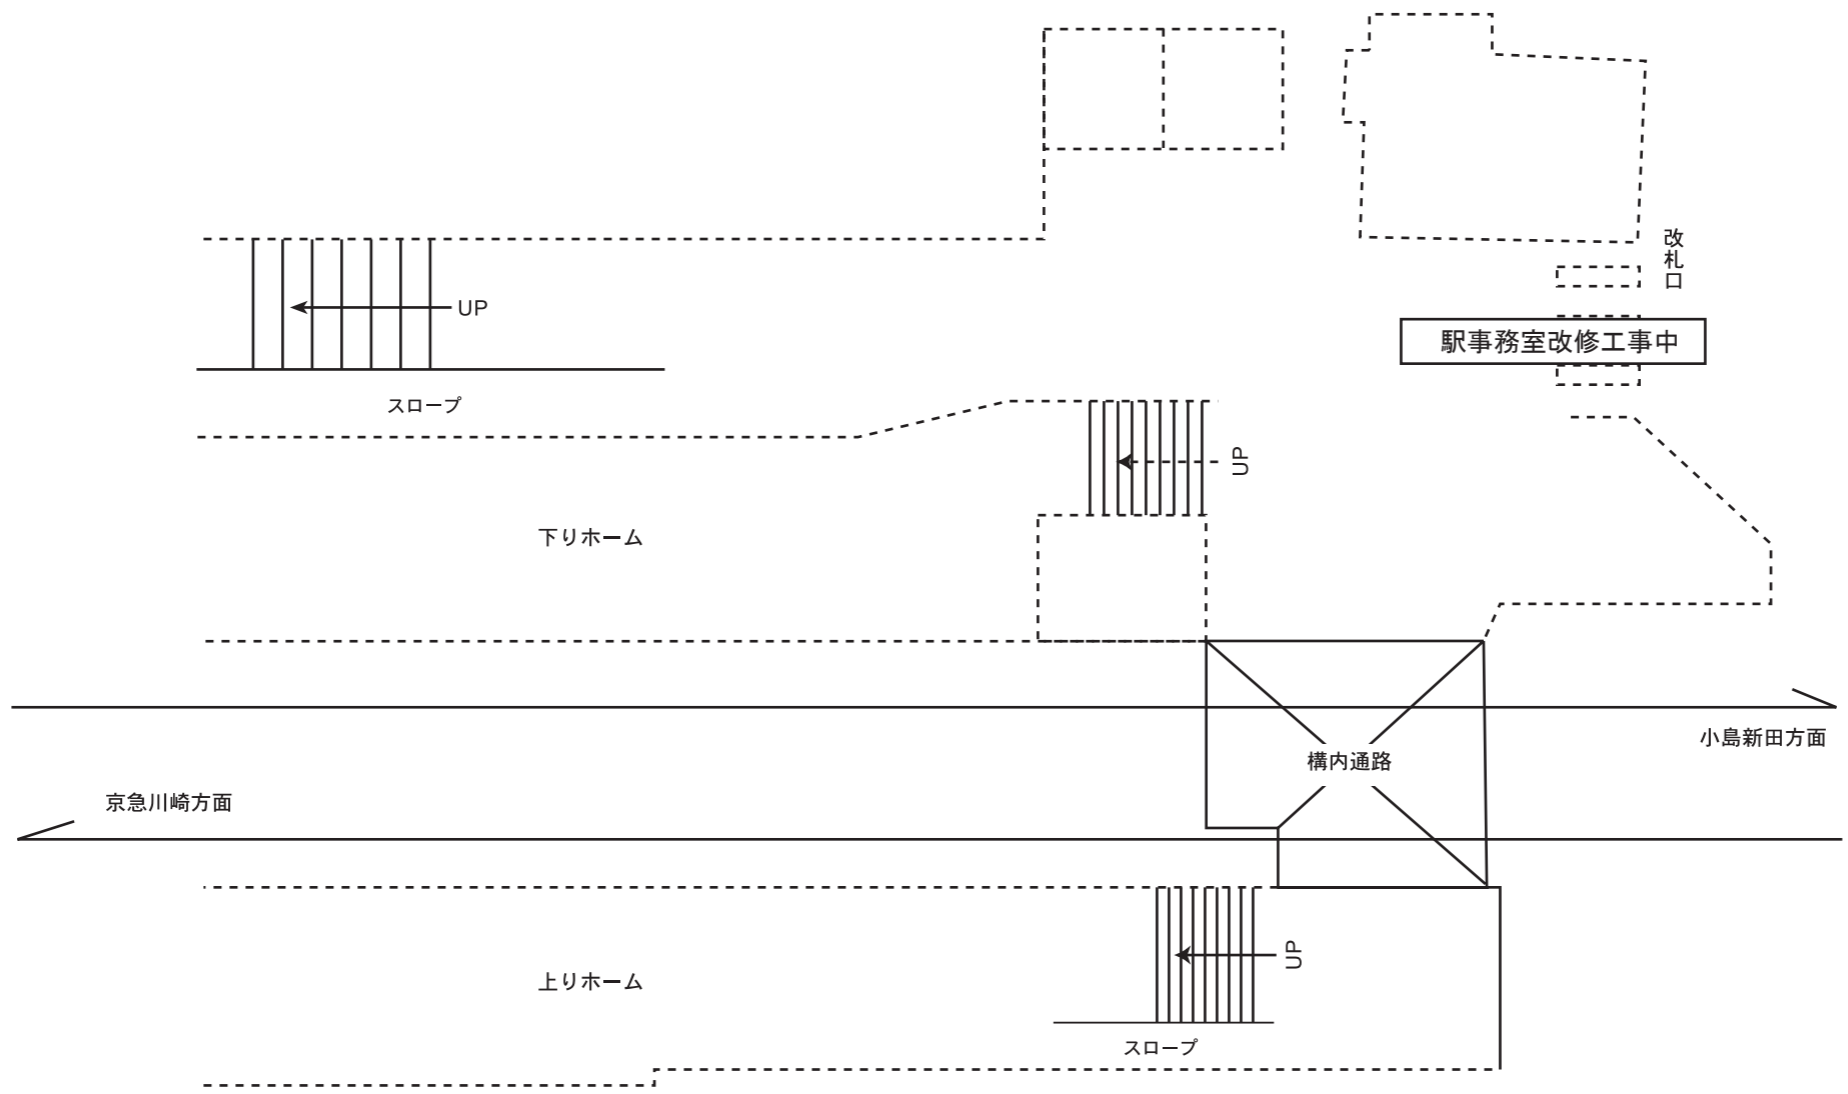 改札口
UP
駅事務室改修工事中
スロープ
UP
下りホーム
小島新田方面
構内通路
京急川崎方面
UP
上りホーム
スロープ